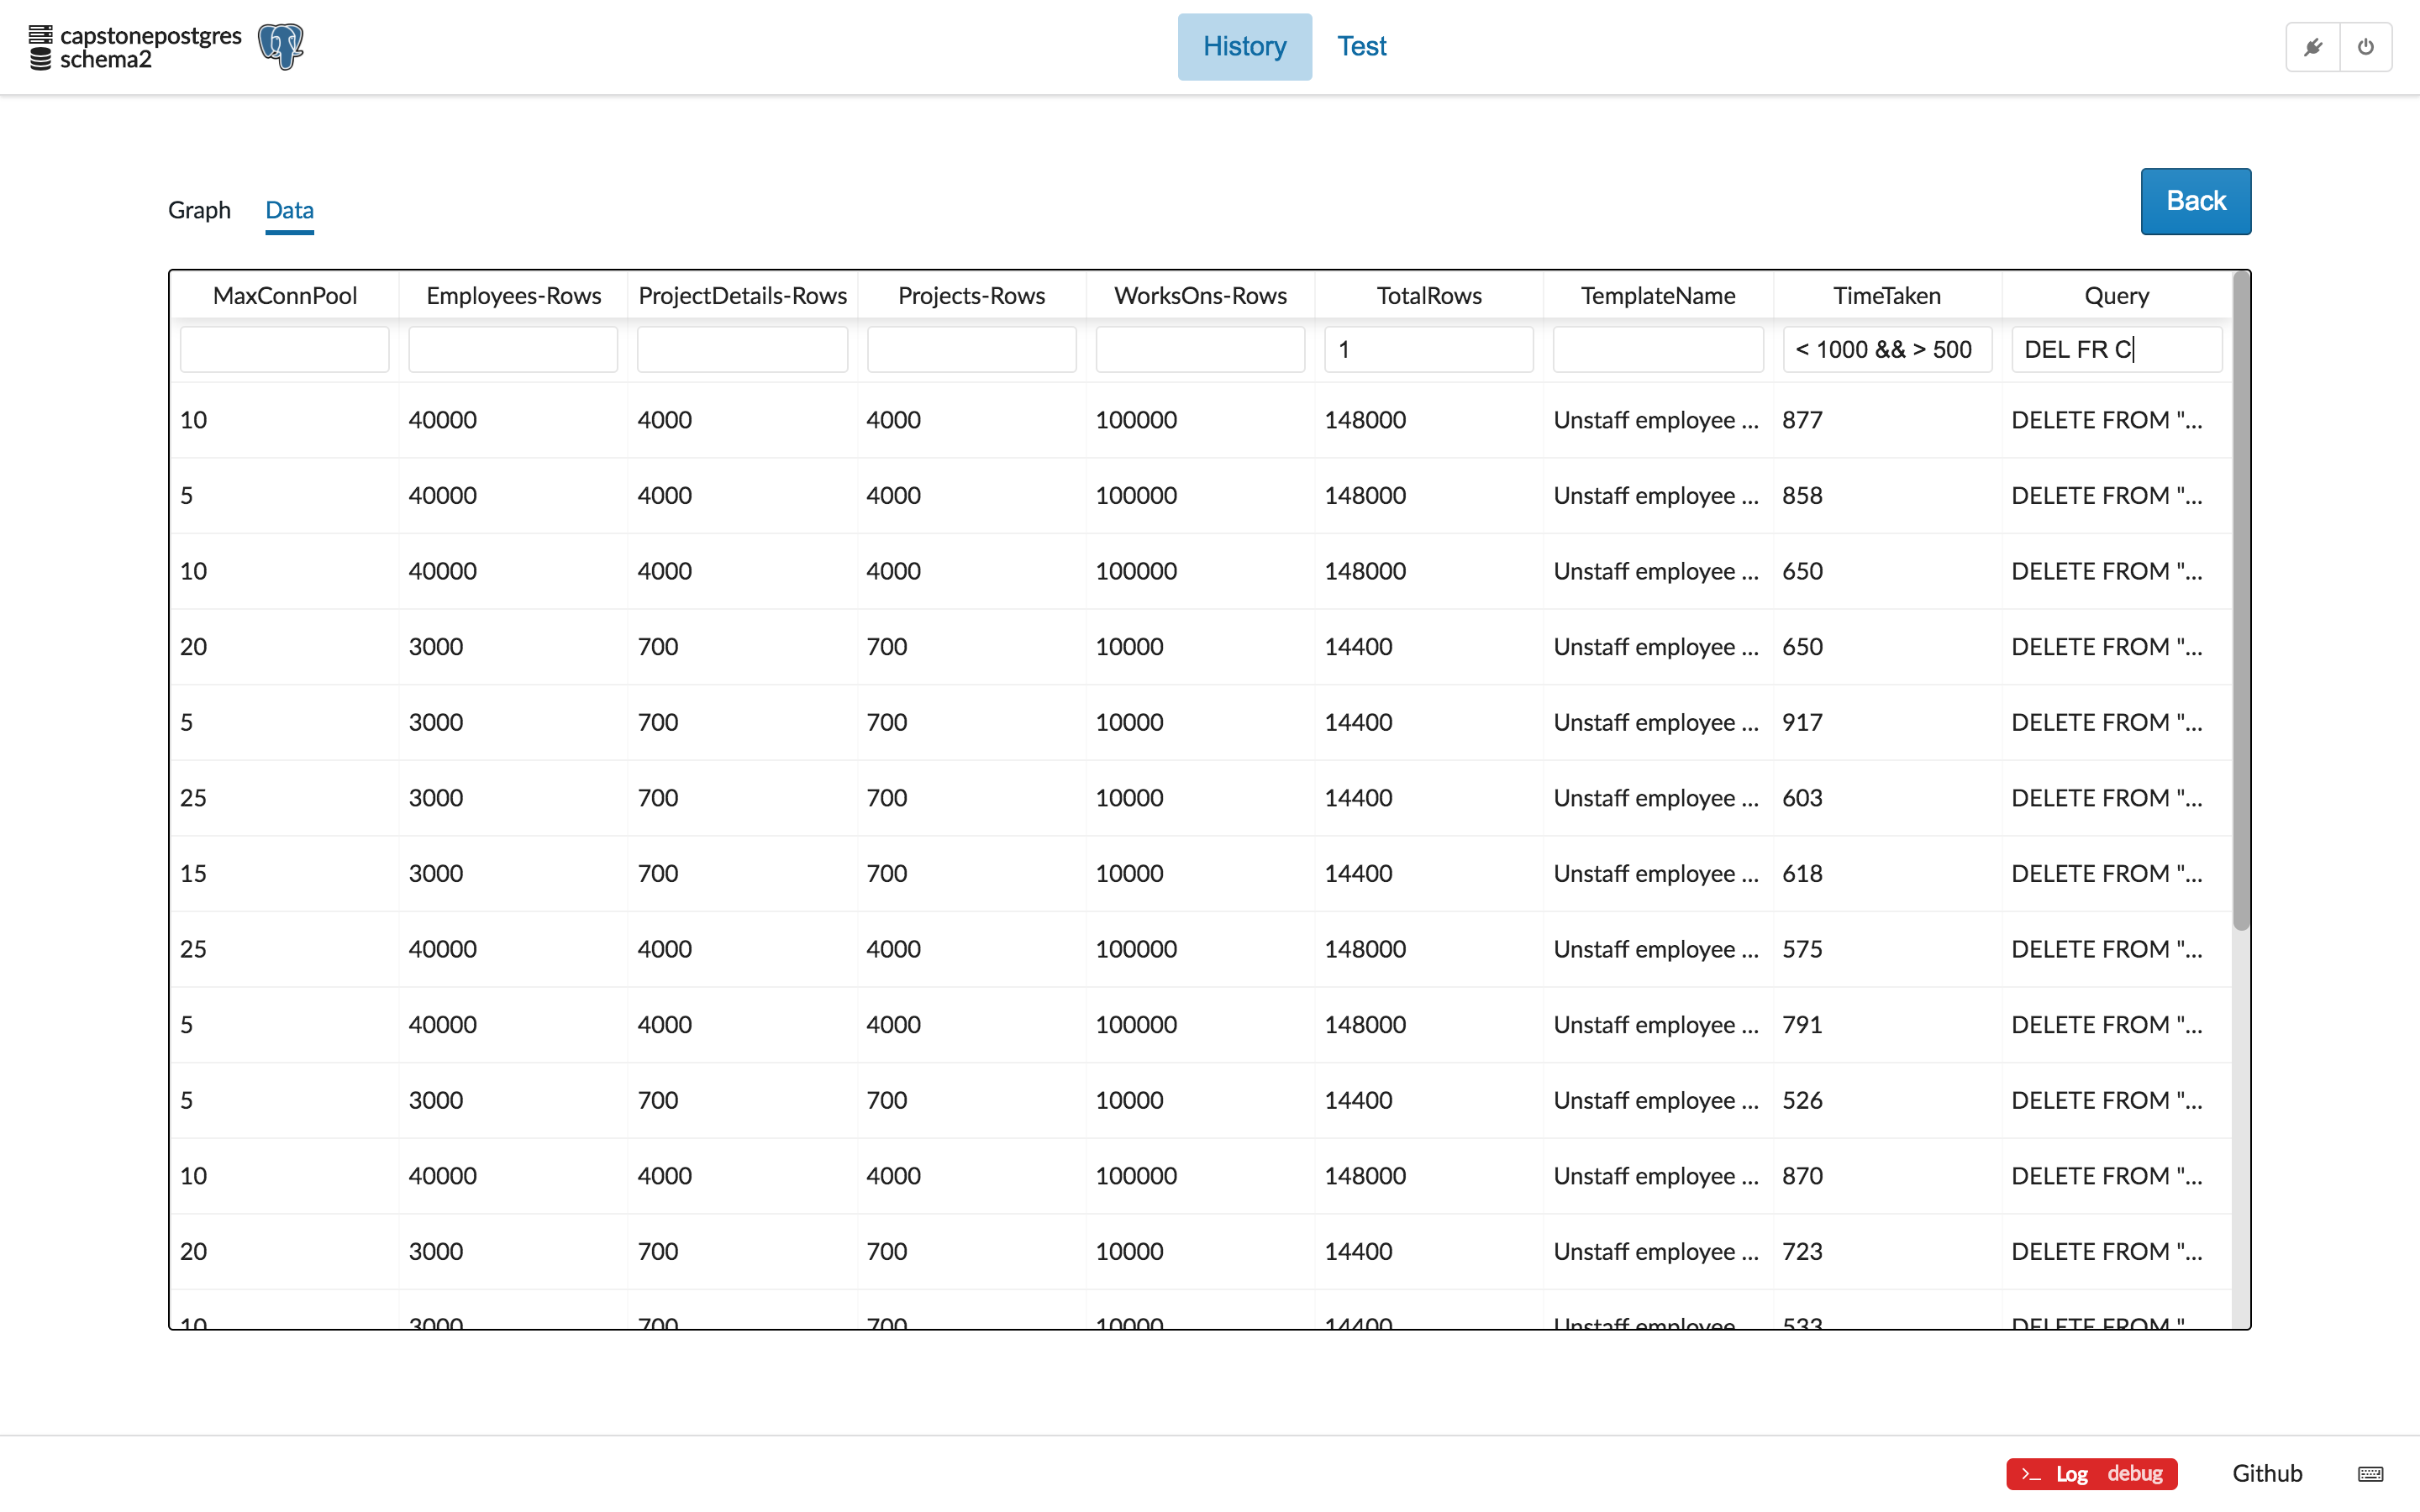 capstonepostgres
schema2
History Test
Graph Data
Back
MaxConnPool Employees-Rows ProjectDetails-Rows Projects-Rows WorksOns-Rows TotalRows TemplateName TimeTaken Query
1 < 1000 && > 500 DEL FR C
10 40000 4000 4000 100000 148000 Unstaff employee ... 877 DELETE FROM "...
5 40000 4000 4000 100000 148000 Unstaff employee ... 858 DELETE FROM "...
10 40000 4000 4000 100000 148000 Unstaff employee ... 650 DELETE FROM "...
20 3000 700 700 10000 14400 Unstaff employee ... 650 DELETE FROM "...
5 3000 700 700 10000 14400 Unstaff employee ... 917 DELETE FROM "...
25 3000 700 700 10000 14400 Unstaff employee ... 603 DELETE FROM "...
15 3000 700 700 10000 14400 Unstaff employee ... 618 DELETE FROM "...
25 40000 4000 4000 100000 148000 Unstaff employee ... 575 DELETE FROM "...
5 40000 4000 4000 100000 148000 Unstaff employee ... 791 DELETE FROM "...
5 3000 700 700 10000 14400 Unstaff employee ... 526 DELETE FROM "...
10 40000 4000 4000 100000 148000 Unstaff employee ... 870 DELETE FROM "...
20 3000 700 700 10000 14400 Unstaff employee ... 723 DELETE FROM "...
10 3000 700 700 10000 14400 Unstaff employee 533 DELETE FROM "
>_ Log debug Github